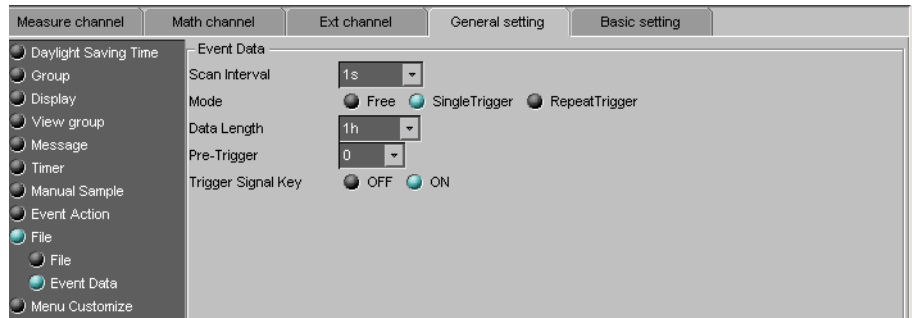 Measure channel Math channel Ext channel General setting Basic setting
Daylight Saving Time
Group
Display
View group
Message
Timer
Manual Sample
Event Action
File
File
Event Data
Menu Customize
Event Data
Scan Interval 1s
Mode Free SingleTrigger RepeatTrigger
Data Length 1h
Pre-Trigger 0
Trigger Signal Key OFF ON